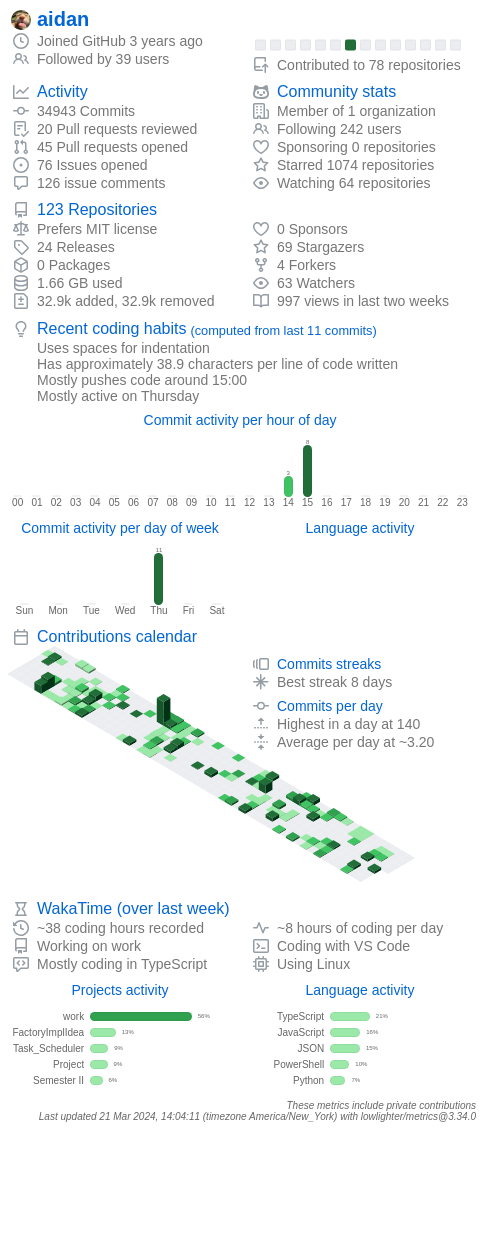 aidan
Joined GitHub 3 years ago
Followed by 39 users
Contributed to 78 repositories
Activity
34943 Commits
20 Pull requests reviewed
45 Pull requests opened
76 Issues opened
126 issue comments
Community stats
Member of 1 organization
Following 242 users
Sponsoring 0 repositories
Starred 1074 repositories
Watching 64 repositories
123 Repositories
Prefers MIT license
24 Releases
0 Packages
1.66 GB used
32.9k added, 32.9k removed
0 Sponsors
69 Stargazers
4 Forkers
63 Watchers
997 views in last two weeks
Recent coding habits (computed from last 11 commits)
Uses spaces for indentation
Has approximately 38.9 characters per line of code written
Mostly pushes code around 15:00
Mostly active on Thursday
Commit activity per hour of day
3 8
00 01 02 03 04 05 06 07 08 09 10 11 12 13 14 15 16 17 18 19 20 21 22 23
Commit activity per day of week
11
Sun Mon Tue Wed Thu Fri Sat
Language activity
Contributions calendar
Commits streaks
Best streak 8 days
Commits per day
Highest in a day at 140
Average per day at ~3.20
WakaTime (over last week)
~38 coding hours recorded
Working on work
Mostly coding in TypeScript
~8 hours of coding per day
Coding with VS Code
Using Linux
Projects activity
work 56%
FactoryImplIdea 13%
Task_Scheduler 9%
Project 9%
Semester II 6%
Language activity
TypeScript 21%
JavaScript 16%
JSON 15%
PowerShell 10%
Python 7%
These metrics include private contributions
Last updated 21 Mar 2024, 14:04:11 (timezone America/New_York) with lowlighter/metrics@3.34.0